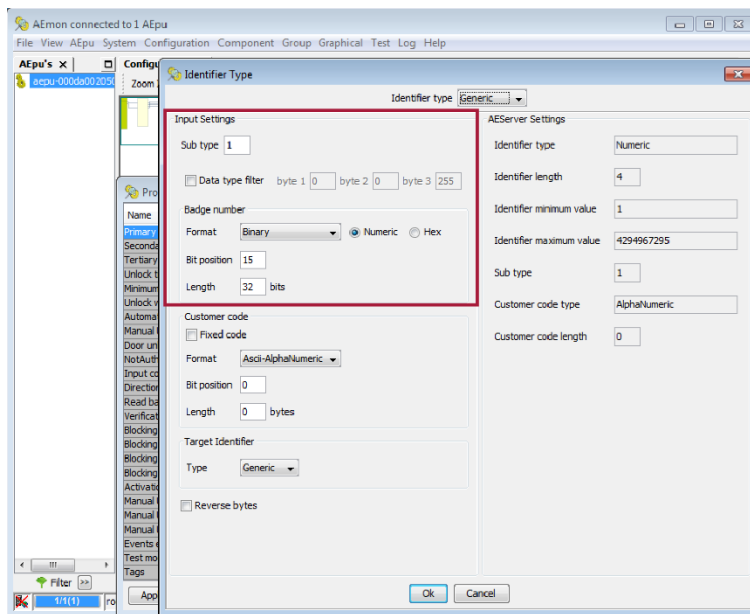 AEmon connected to 1 AEpu
File View AEpu System Configuration Component Group Graphical Test Log Help
AEpu's
Configu
aepu-000da002050
Zoom
Identifier Type
Identifier type Generic
Input Settings
Sub type 1
Data type filter byte 1 0 byte 2 0 byte 3 255
Badge number
Format Binary Numeric Hex
Bit position 15
Length 32 bits
Customer code
Fixed code
Format Ascii-AlphaNumeric
Bit position 0
Length 0 bytes
Target Identifier
Type Generic
Reverse bytes
AEServer Settings
Identifier type Numeric
Identifier length 4
Identifier minimum value 1
Identifier maximum value 4294967295
Sub type 1
Customer code type AlphaNumeric
Customer code length 0
Ok Cancel
Pro
Name
Primary
Seconda
Tertiary
Unlock t
Minimum
Unlock w
Automa
Manual
Door un
NotAuth
Input co
Direction
Read ba
Verificat
Blocking
Blocking
Blocking
Blocking
Activatio
Manual
Manual
Manual
Events
Test mo
Tags
App
Filter >>
1/1(1) ro